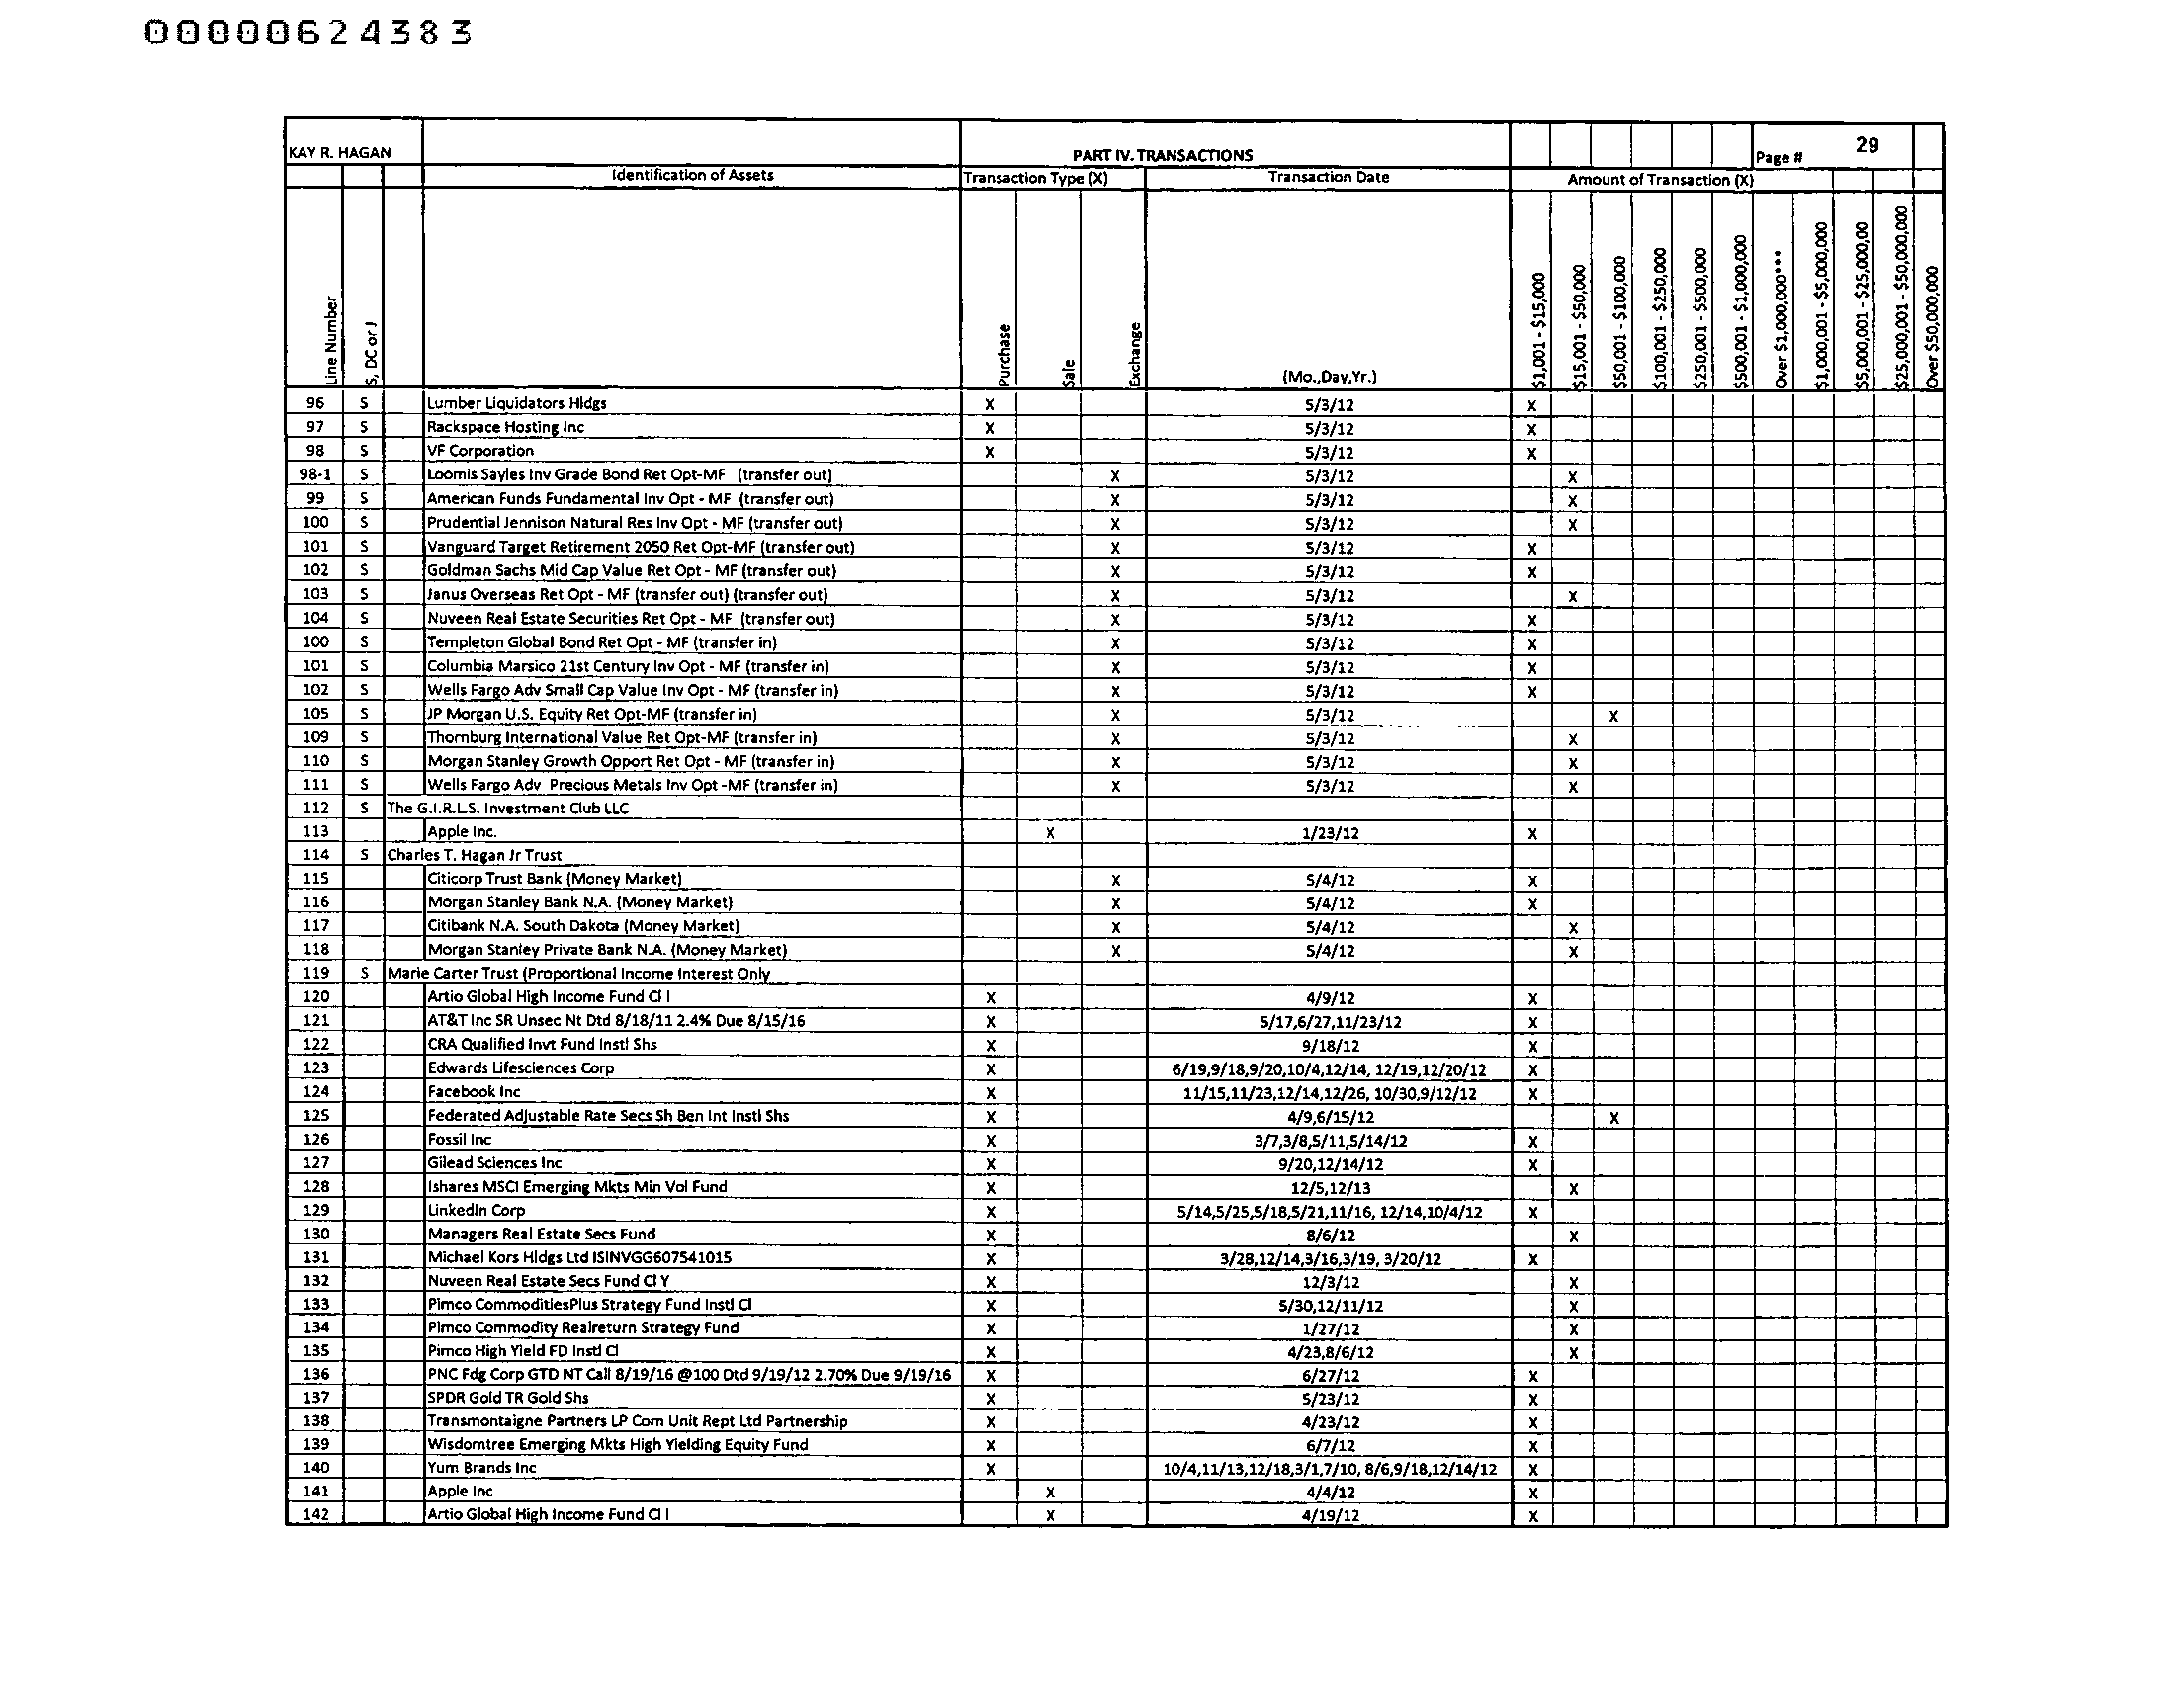 00000624383
KAY R. HAGAN PART IV. TRANSACTIONS Page # 29
Identification of Assets Transaction Type (X) Transaction Date Amount of Transaction (X)
Line Number S, DC or J Purchase Sale Exchange (Mo.,Day,Yr.) $1,001 - $15,000 $15,001 - $50,000 $50,001 - $100,000 $100,001 - $250,000 $250,001 - $500,000 $500,001 - $1,000,000 Over $1,000,000*** $1,000,001 - $5,000,000 $5,000,001 - $25,000,00 $25,000,001 - $50,000,000 Over $50,000,000
96 S Lumber Liquidators Hldgs X 5/3/12 X
97 S Rackspace Hosting Inc X 5/3/12 X
98 S VF Corporation X 5/3/12 X
98-1 S Loomis Sayles Inv Grade Bond Ret Opt-MF (transfer out) X 5/3/12 X
99 S American Funds Fundamental Inv Opt - MF (transfer out) X 5/3/12 X
100 S Prudential Jennison Natural Res Inv Opt - MF (transfer out) X 5/3/12 X
101 S Vanguard Target Retirement 2050 Ret Opt-MF (transfer out) X 5/3/12 X
102 S Goldman Sachs Mid Cap Value Ret Opt - MF (transfer out) X 5/3/12 X
103 S Janus Overseas Ret Opt - MF (transfer out) (transfer out) X 5/3/12 X
104 S Nuveen Real Estate Securities Ret Opt - MF (transfer out) X 5/3/12 X
100 S Templeton Global Bond Ret Opt - MF (transfer in) X 5/3/12 X
101 S Columbia Marsico 21st Century Inv Opt - MF (transfer in) X 5/3/12 X
102 S Wells Fargo Adv Small Cap Value Inv Opt - MF (transfer in) X 5/3/12 X
105 S JP Morgan U.S. Equity Ret Opt-MF (transfer in) X 5/3/12 X
109 S Thornburg International Value Ret Opt-MF (transfer in) X 5/3/12 X
110 S Morgan Stanley Growth Opport Ret Opt - MF (transfer in) X 5/3/12 X
111 S Wells Fargo Adv Precious Metals Inv Opt -MF (transfer in) X 5/3/12 X
112 S The G.I.R.L.S. Investment Club LLC
113 Apple Inc. X 1/23/12 X
114 S Charles T. Hagan Jr Trust
115 Citicorp Trust Bank (Money Market) X 5/4/12 X
116 Morgan Stanley Bank N.A. (Money Market) X 5/4/12 X
117 Citibank N.A. South Dakota (Money Market) X 5/4/12 X
118 Morgan Stanley Private Bank N.A. (Money Market) X 5/4/12 X
119 S Marie Carter Trust (Proportional Income Interest Only
120 Artio Global High Income Fund Cl I X 4/9/12 X
121 AT&T Inc SR Unsec Nt Dtd 8/18/11 2.4% Due 8/15/16 X 5/17,6/27,11/23/12 X
122 CRA Qualified Invt Fund Instl Shs X 9/18/12 X
123 Edwards Lifesciences Corp X 6/19,9/18,9/20,10/4,12/14, 12/19,12/20/12 X
124 Facebook Inc X 11/15,11/23,12/14,12/26, 10/30,9/12/12 X
125 Federated Adjustable Rate Secs Sh Ben Int Instl Shs X 4/9,6/15/12 X
126 Fossil Inc X 3/7,3/8,5/11,5/14/12 X
127 Gilead Sciences Inc X 9/20,12/14/12 X
128 Ishares MSCI Emerging Mkts Min Vol Fund X 12/5,12/13 X
129 LinkedIn Corp X 5/14,5/25,5/18,5/21,11/16, 12/14,10/4/12 X
130 Managers Real Estate Secs Fund X 8/6/12 X
131 Michael Kors Hldgs Ltd ISINVGG607541015 X 3/28,12/14,3/16,3/19, 3/20/12 X
132 Nuveen Real Estate Secs Fund Cl Y X 12/3/12 X
133 Pimco CommoditiesPlus Strategy Fund Instl Cl X 5/30,12/11/12 X
134 Pimco Commodity Realreturn Strategy Fund X 1/27/12 X
135 Pimco High Yield FD Instl Cl X 4/23,8/6/12 X
136 PNC Fdg Corp GTD NT Call 8/19/16 @100 Dtd 9/19/12 2.70% Due 9/19/16 X 6/27/12 X
137 SPDR Gold TR Gold Shs X 5/23/12 X
138 Transmontaigne Partners LP Com Unit Rept Ltd Partnership X 4/23/12 X
139 Wisdomtree Emerging Mkts High Yielding Equity Fund X 6/7/12 X
140 Yum Brands Inc X 10/4,11/13,12/18,3/1,7/10, 8/6,9/18,12/14/12 X
141 Apple Inc X 4/4/12 X
142 Artio Global High Income Fund Cl I X 4/19/12 X